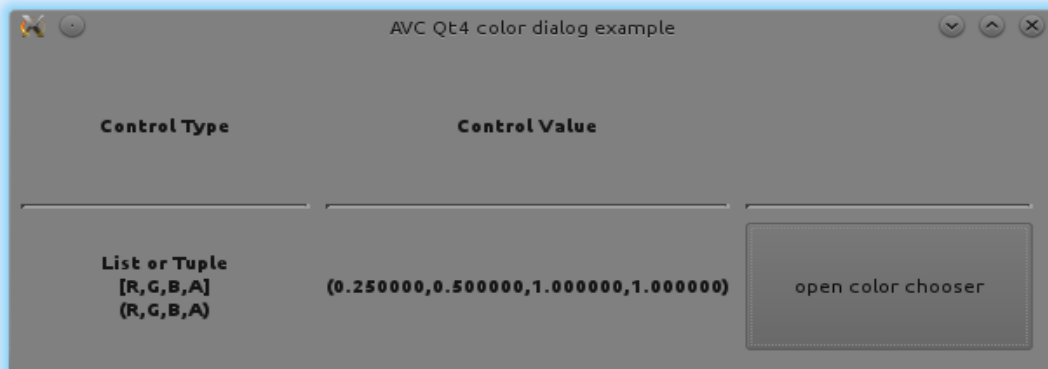 AVC Qt4 color dialog example
Control Type
Control Value
List or Tuple
[R,G,B,A]
(R,G,B,A)
(0.250000,0.500000,1.000000,1.000000)
open color chooser